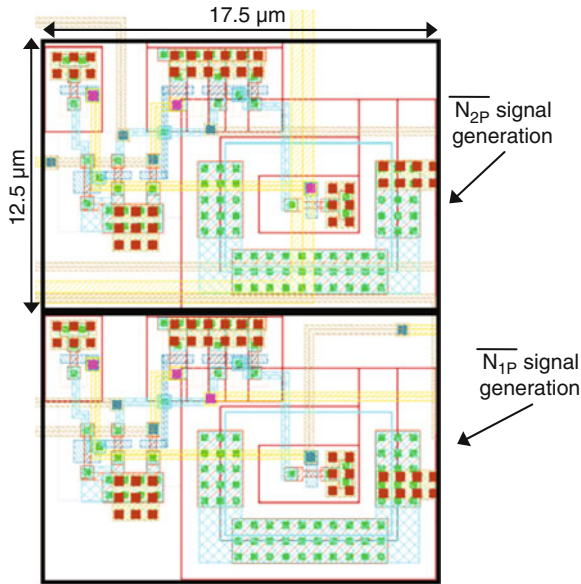 17.5 µm
12.5 µm
N2P signal
generation
N1P signal
generation